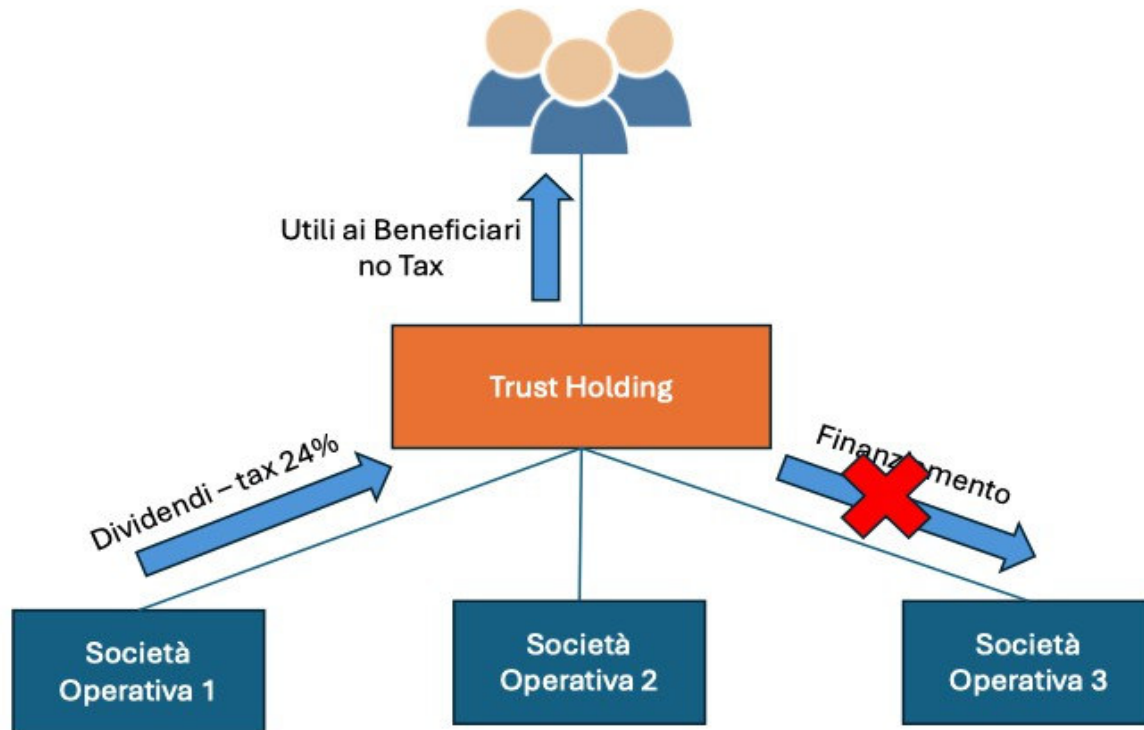 Utili ai Beneficiari
no Tax
Trust Holding
Dividendi – tax 24%
Finanziamento
Società
Operativa 1
Società
Operativa 2
Società
Operativa 3